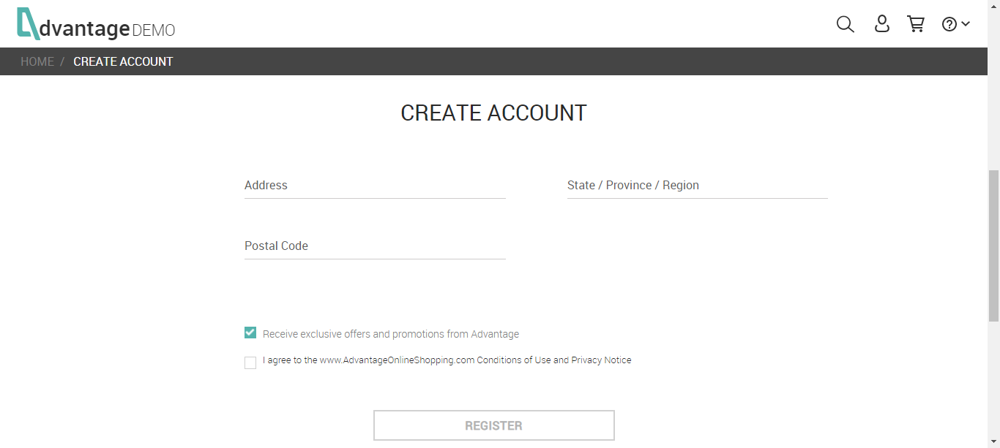 dvantage DEMO
HOME / CREATE ACCOUNT
CREATE ACCOUNT
Address
State / Province / Region
Postal Code
Receive exclusive offers and promotions from Advantage
I agree to the www.AdvantageOnlineShopping.com Conditions of Use and Privacy Notice
REGISTER